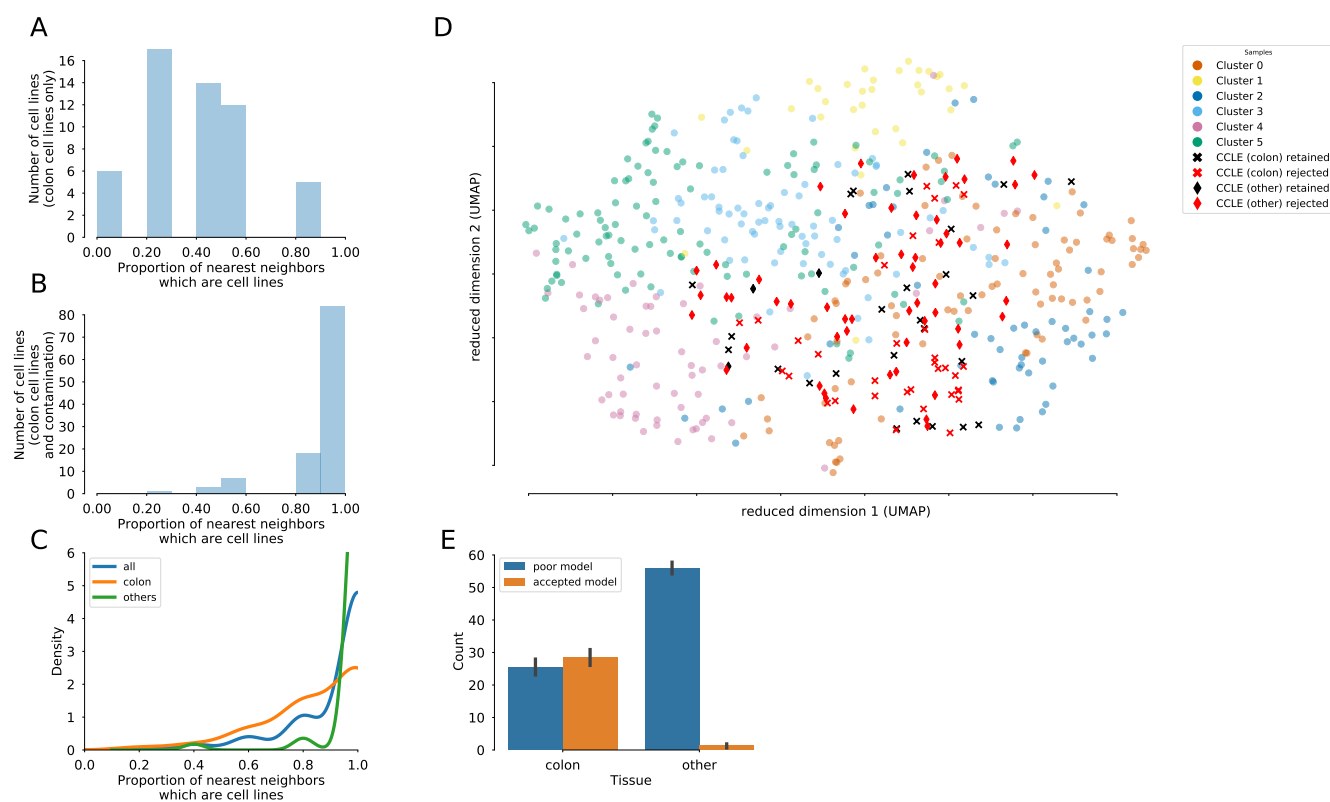 A
Number of cell lines
(colon cell lines only)
16
14
12
10
8
6
4
2
0
0.00 0.20 0.40 0.60 0.80 1.00
Proportion of nearest neighbors
which are cell lines
B
Number of cell lines
(colon cell lines
and contamination)
80
70
60
50
40
30
20
10
0
0.00 0.20 0.40 0.60 0.80 1.00
Proportion of nearest neighbors
which are cell lines
C
Density
6
5
4
3
2
1
0
all
colon
others
0.0 0.2 0.4 0.6 0.8 1.0
Proportion of nearest neighbors
which are cell lines
D
reduced dimension 2 (UMAP)
reduced dimension 1 (UMAP)
Samples
Cluster 0
Cluster 1
Cluster 2
Cluster 3
Cluster 4
Cluster 5
CCLE (colon) retained
CCLE (colon) rejected
CCLE (other) retained
CCLE (other) rejected
E
Count
60
50
40
30
20
10
0
poor model
accepted model
colon other
Tissue